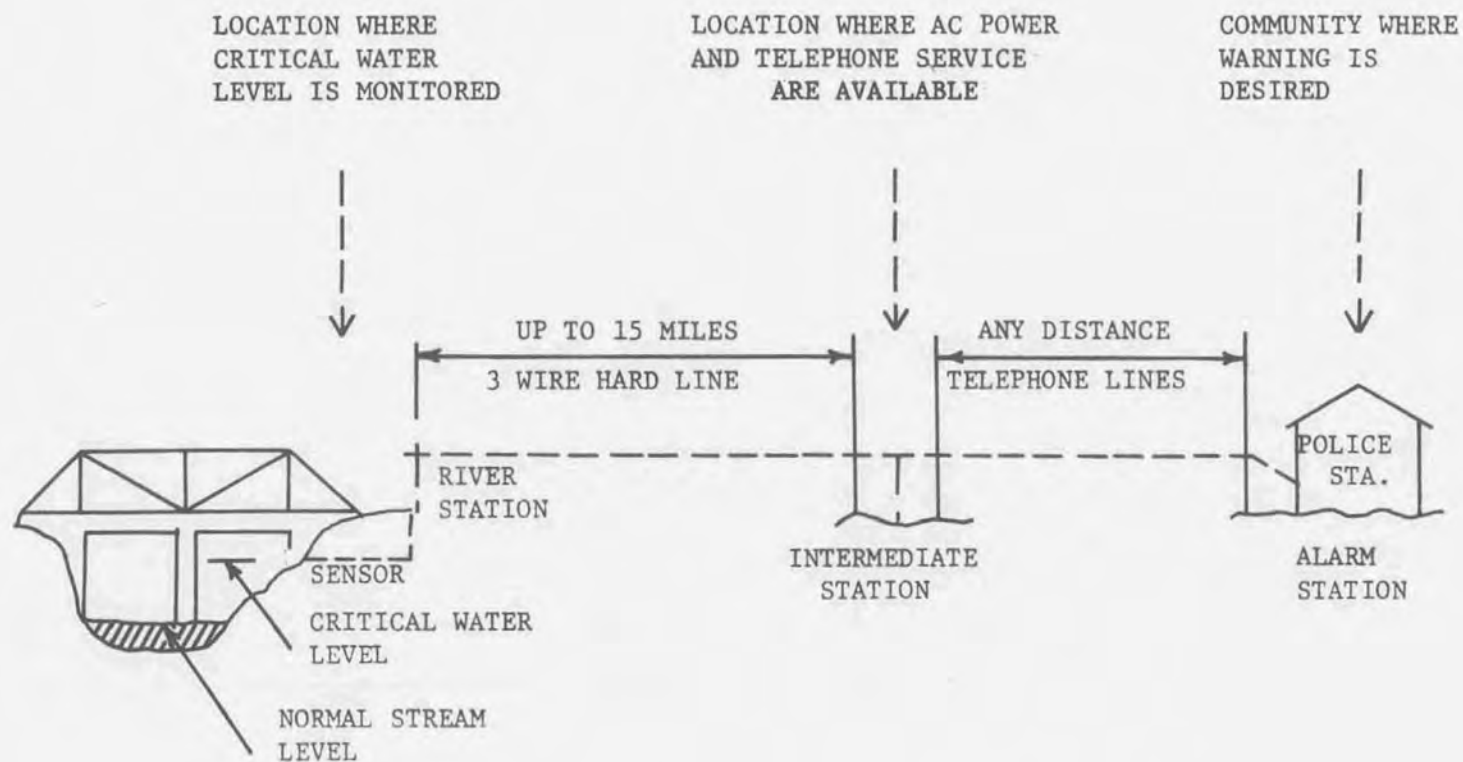 LOCATION WHERE
CRITICAL WATER
LEVEL IS MONITORED
LOCATION WHERE AC POWER
AND TELEPHONE SERVICE
ARE AVAILABLE
COMMUNITY WHERE
WARNING IS
DESIRED
UP TO 15 MILES
3 WIRE HARD LINE
ANY DISTANCE
TELEPHONE LINES
RIVER
STATION
POLICE
STA.
SENSOR
CRITICAL WATER
LEVEL
NORMAL STREAM
LEVEL
INTERMEDIATE
STATION
ALARM
STATION